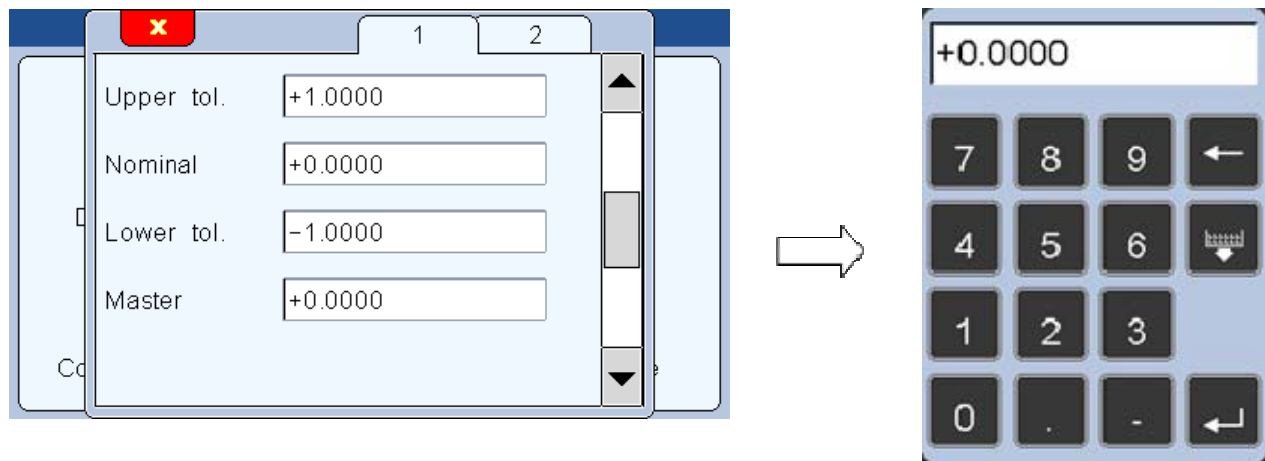 x
1 2
Upper tol. +1.0000
Nominal +0.0000
Lower tol. -1.0000
Master +0.0000
+0.0000
7 8 9 ←
4 5 6
1 2 3
0 . - ↵